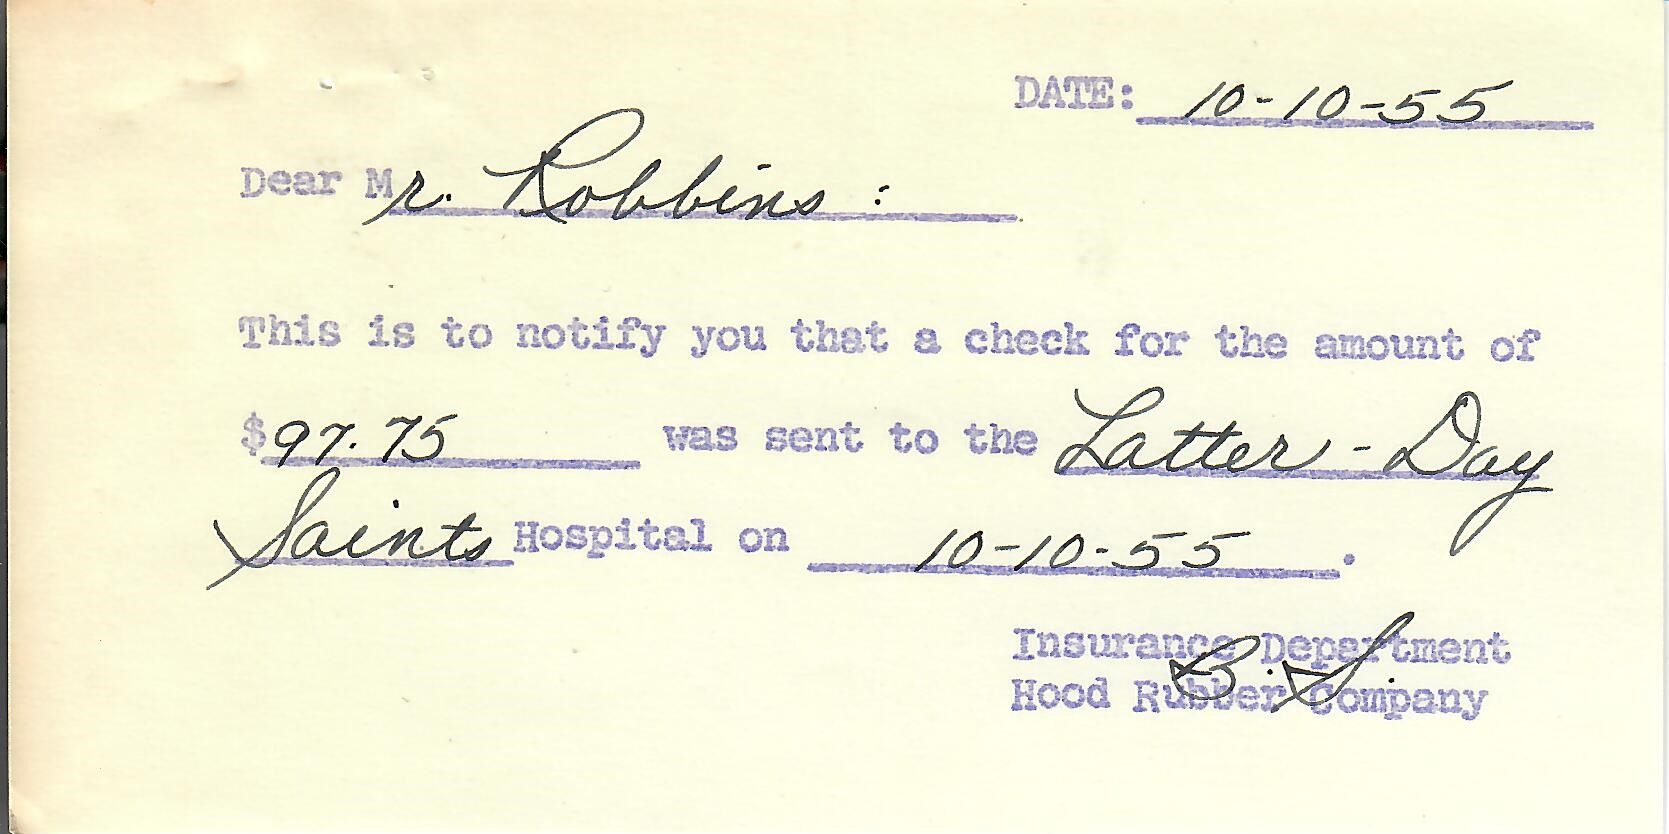 DATE: 10-10-55
Dear Mr. Robbins:
This is to notify you that a check for the amount of
$97.75 was sent to the Latter-Day
Saints Hospital on 10-10-55.
Insurance Department
B.S.
Hood Rubber Company